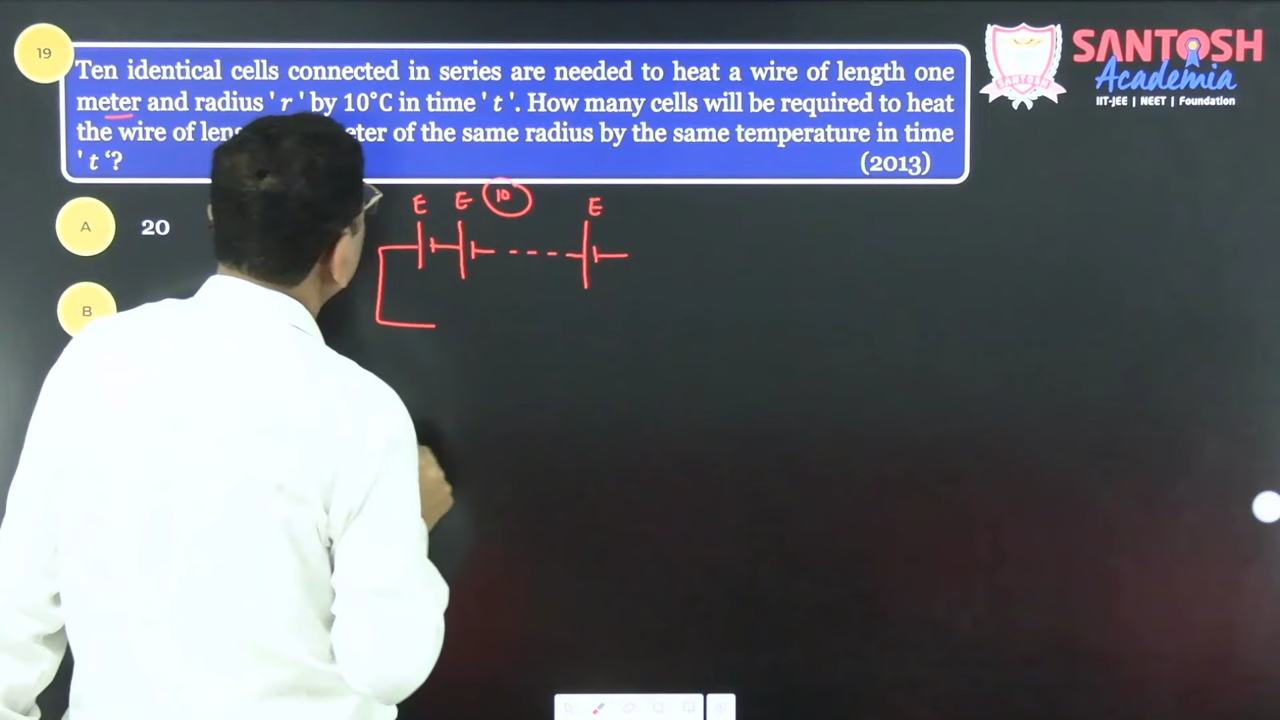 19
Ten identical cells connected in series are needed to heat a wire of length one
meter and radius ' r by 10°C in time ' t '. How many cells will be required to heat
the wire of of the same radius by the same temperature in time
' t '?
(2013)
SANTOSH
Academia
IIT-JEE | NEET | Foundation
SANTOSH
A
20
B
E E 10 E